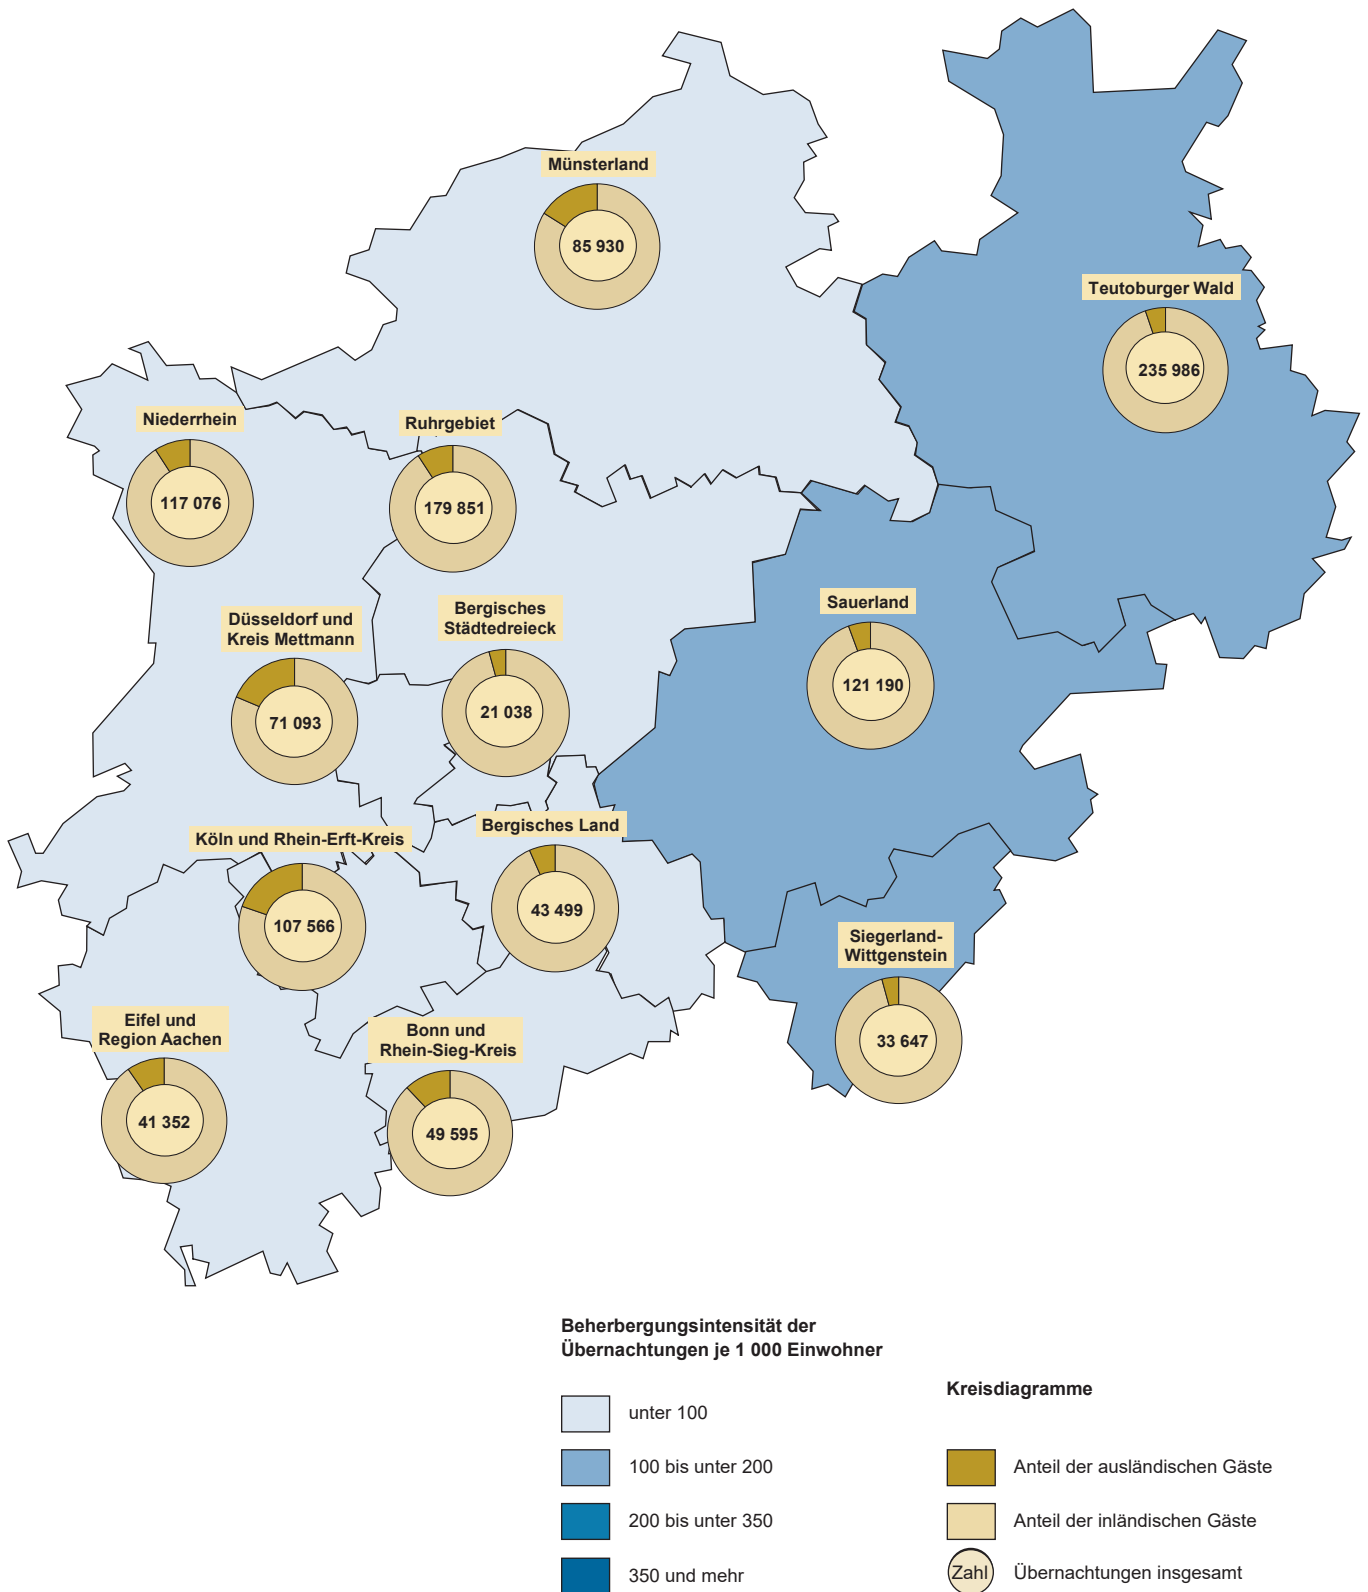 Münsterland
85 930
Teutoburger Wald
235 986
Niederrhein
117 076
Ruhrgebiet
179 851
Düsseldorf und
Kreis Mettmann
71 093
Bergisches
Städtedreieck
21 038
Sauerland
121 190
Köln und Rhein-Erft-Kreis
107 566
Bergisches Land
43 499
Siegerland-
Wittgenstein
33 647
Eifel und
Region Aachen
41 352
Bonn und
Rhein-Sieg-Kreis
49 595
Beherbergungsintensität der
Übernachtungen je 1 000 Einwohner
unter 100
100 bis unter 200
200 bis unter 350
350 und mehr
Kreisdiagramme
Anteil der ausländischen Gäste
Anteil der inländischen Gäste
Zahl Übernachtungen insgesamt